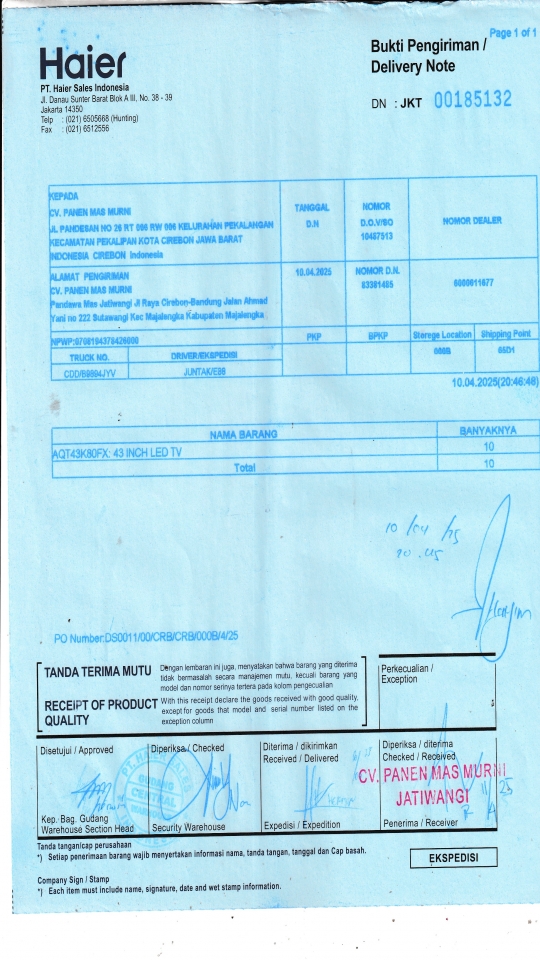 Page 1 of 1
Haier
PT. Haier Sales Indonesia
Jl. Danau Sunter Barat Blok A III, No. 38 - 39
Jakarta 14350
Telp : (021) 6505668 (Hunting)
Fax : (021) 6512556
Bukti Pengiriman /
Delivery Note
DN : JKT 00185132
KEPADA
CV. PANEN MAS MURNI
JL PANDESAN NO 29 RT 006 RW 006 KELURAHAN PEKALANGAN
KECAMATAN PEKALIPAN KOTA CIREBON JAWA BARAT
INDONESIA CIREBON Indonesia
TANGGAL
D.N
NOMOR
D.O.V/SO
10487513
NOMOR DEALER
ALAMAT PENGIRIMAN
CV. PANEN MAS MURNI
Pandawa Mas Jatiwangi Jl Raya Cirebon-Bandung Jalan Ahmad
Yani no 222 Sutawangi Kec Majalengka Kabupaten Majalengka
10.04.2025
NOMOR D.N.
83381485
NPWP:
PKP
BPKP
Storege Location
Shipping Point
000B
65D1
TRUCK NO.
DRIVER/EKSPEDISI
JUNTAK/E98
10.04.2025(20:46:46)
NAMA BARANG
BANYAKNYA
AQT43K80FX: 43 INCH LED TV
10
Total
10
10/04/25
20.45
PO Number:DS0011/00/CRB/CRB/000B/4/25
TANDA TERIMA MUTU
Dengan lembaran ini juga, menyatakan bahwa barang yang diterima
tidak bermasalah secara manajemen mutu, kecuali barang yang
model dan nomor serinya tertera pada kolom pengecualian
RECEIPT OF PRODUCT
QUALITY
With this receipt declare the goods received with good quality,
except for goods that model and serial number listed on the
exception column
Perkecualian /
Exception
Disetujui / Approved
Diperiksa / Checked
Diterima / dikirimkan
Received / Delivered
Diperiksa / diterima
Checked / Received
CENTRAL
CV. PANEN MAS MURNI
JATIWANGI
Kep. Bag. Gudang
Warehouse Section Head
Security Warehouse
Expedisi / Expedition
Penerima / Receiver
Tanda tangan/cap perusahaan
*) Setiap penerimaan barang wajib menyertakan informasi nama, tanda tangan, tanggal dan Cap basah.
EKSPEDISI
Company Sign / Stamp
*) Each item must include name, signature, date and wet stamp information.